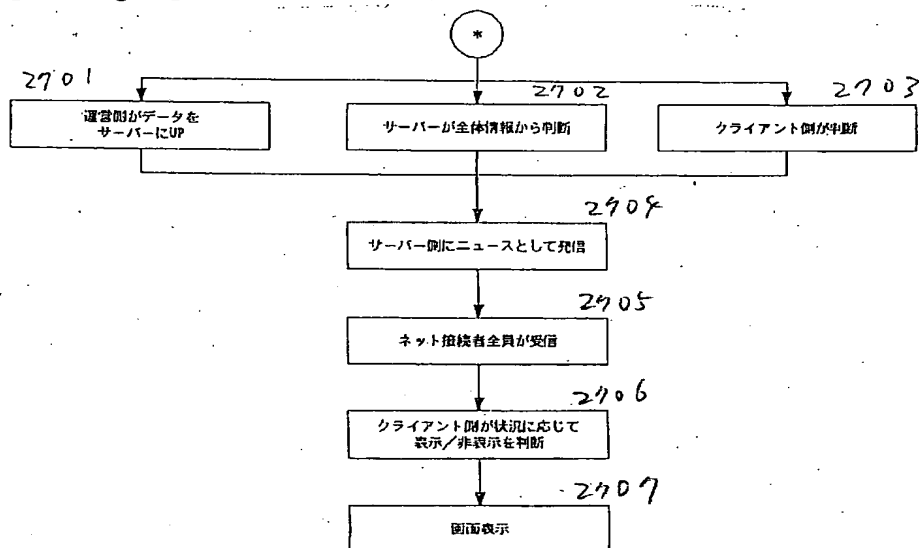 *
2701
運営側がデータを
サーバーにUP
2702
サーバーが全体情報から判断
2703
クライアント側が判断
2704
サーバー側にニュースとして発信
2705
ネット接続者全員が受信
2706
クライアント側が状況に応じて
表示/非表示を判断
2707
画面表示